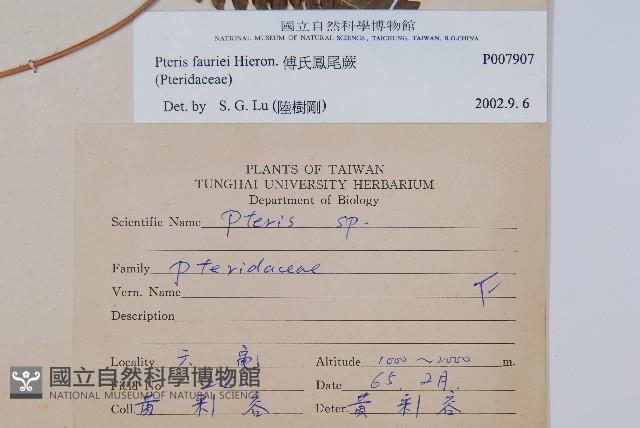 國立自然科學博物館
NATIONAL MUSEUM OF NATURAL SCIENCE, TAICHUNG, TAIWAN, R.O.CHINA
Pteris fauriei Hieron. 傅氏鳳尾蕨 P007907
(Pteridaceae)
Det. by S. G. Lu (陸樹剛) 2002.9. 6
PLANTS OF TAIWAN
TUNGHAI UNIVERSITY HERBARIUM
Department of Biology
Scientific Name Pteris sp.
Family Pteridaceae
Vern. Name
Description
Locality Altitude 1000~2000 m.
Field No Date 65. 2月.
Coll. 黃 Deter. 黃
國立自然科學博物館
NATIONAL MUSEUM OF NATURAL SCIENCE